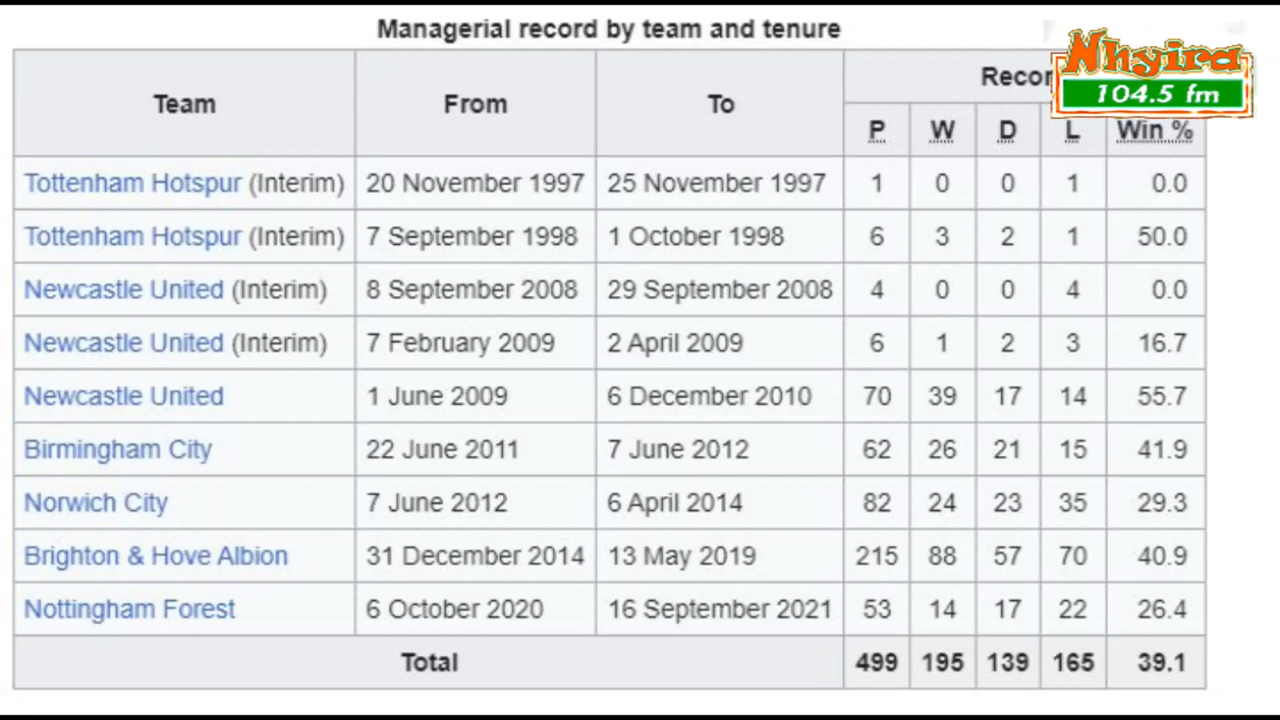 Managerial record by team and tenure
Nhyira
104.5 fm
Team From To Recor
P W D L Win %
Tottenham Hotspur (Interim) 20 November 1997 25 November 1997 1 0 0 1 0.0
Tottenham Hotspur (Interim) 7 September 1998 1 October 1998 6 3 2 1 50.0
Newcastle United (Interim) 8 September 2008 29 September 2008 4 0 0 4 0.0
Newcastle United (Interim) 7 February 2009 2 April 2009 6 1 2 3 16.7
Newcastle United 1 June 2009 6 December 2010 70 39 17 14 55.7
Birmingham City 22 June 2011 7 June 2012 62 26 21 15 41.9
Norwich City 7 June 2012 6 April 2014 82 24 23 35 29.3
Brighton & Hove Albion 31 December 2014 13 May 2019 215 88 57 70 40.9
Nottingham Forest 6 October 2020 16 September 2021 53 14 17 22 26.4
Total 499 195 139 165 39.1